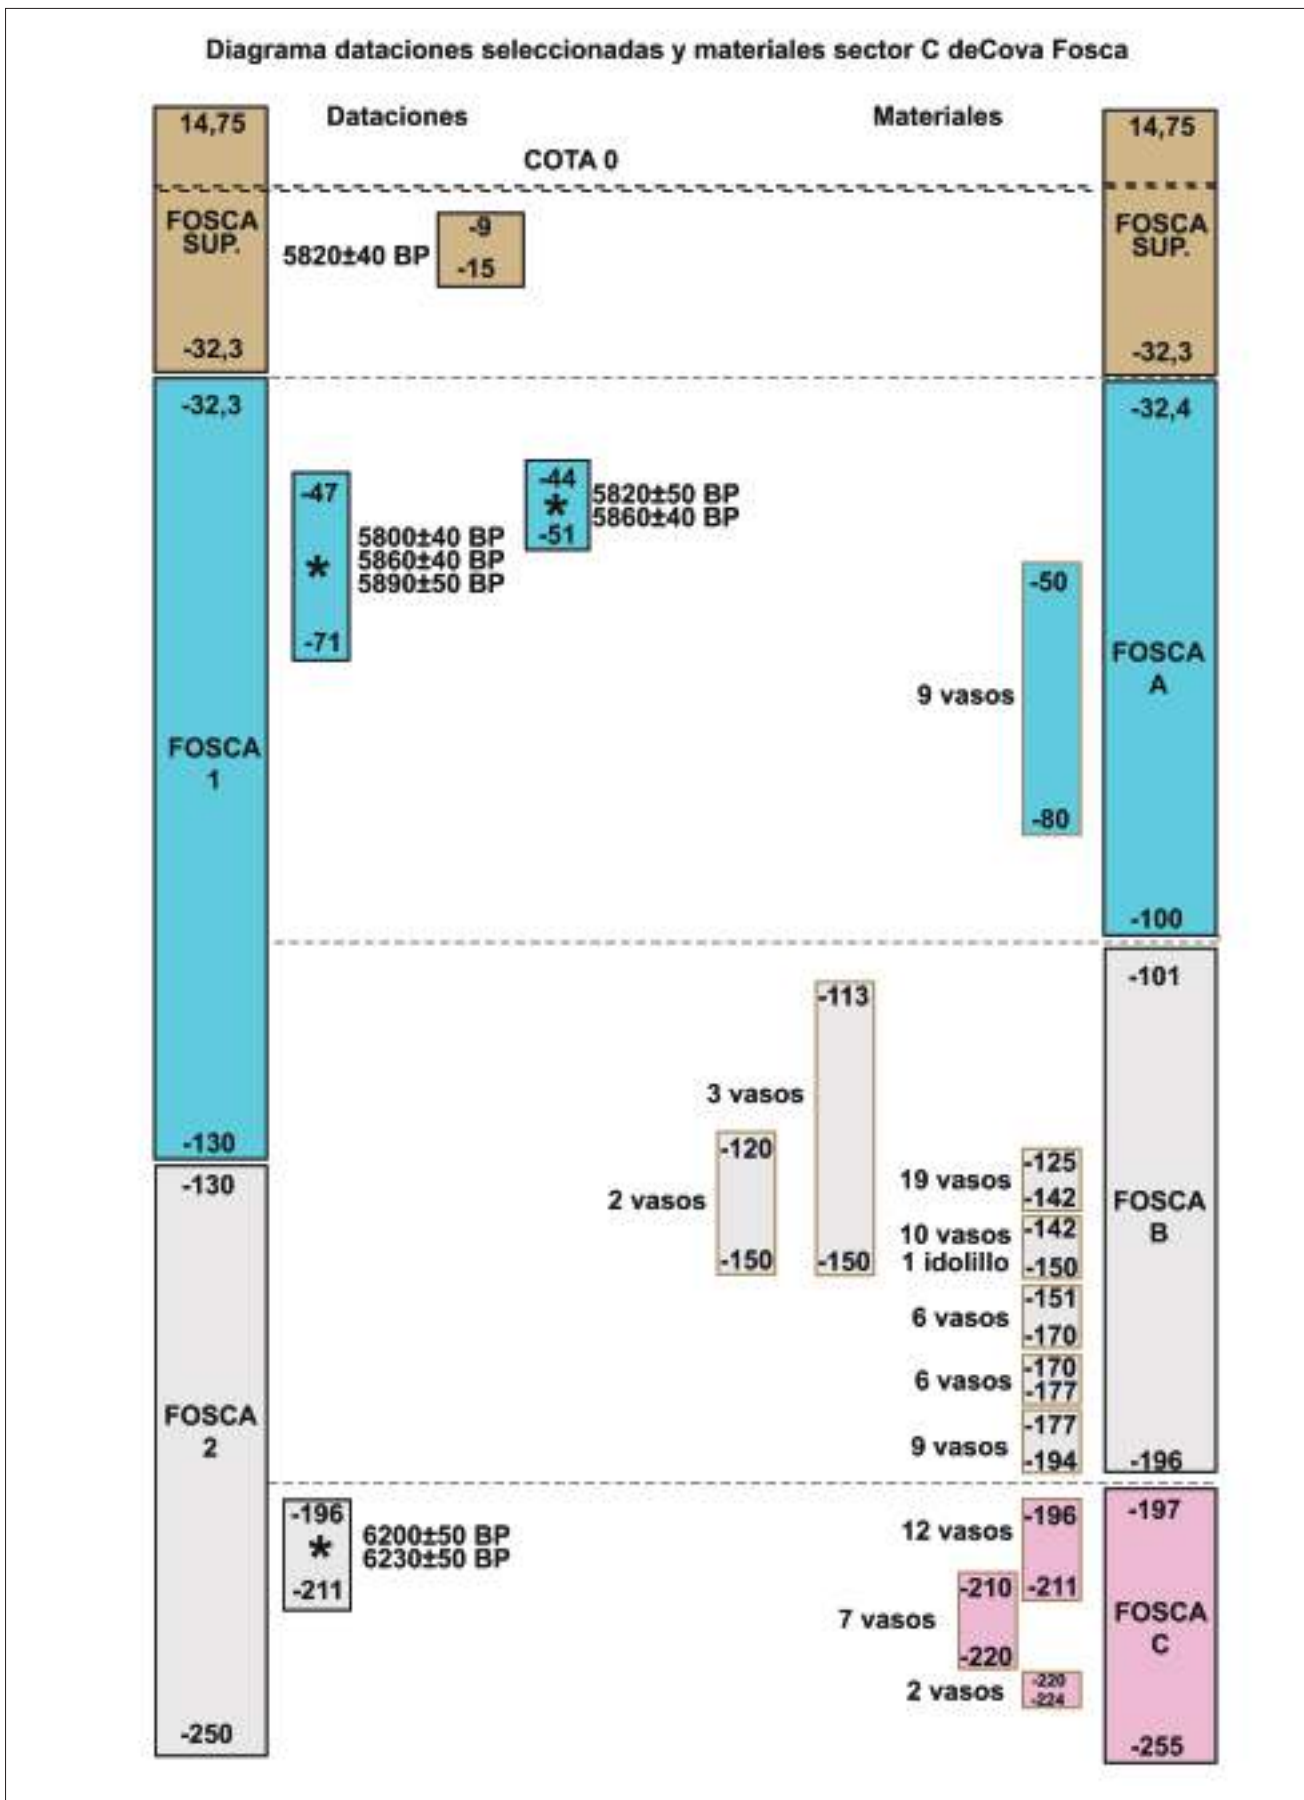 Diagrama dataciones seleccionadas y materiales sector C deCova Fosca
Dataciones
Materiales
COTA 0
14,75
FOSCA
SUP.
-32,3
-9
5820±40 BP
-15
14,75
FOSCA
SUP.
-32,3
-32,3
FOSCA
1
-130
-47
*
-71
5800±40 BP
5860±40 BP
5890±50 BP
-44
*
-51
5820±50 BP
5860±40 BP
-32,4
FOSCA
A
-100
-50
9 vasos
-80
-101
FOSCA
B
-196
-113
3 vasos
-150
-120
2 vasos
-150
19 vasos
-125
-142
10 vasos
1 idolillo
-142
-150
6 vasos
-151
-170
6 vasos
-170
-177
9 vasos
-177
-194
-130
FOSCA
2
-250
-196
*
-211
6200±50 BP
6230±50 BP
12 vasos
-196
-211
7 vasos
-210
-220
2 vasos
-220
-224
-197
FOSCA
C
-255